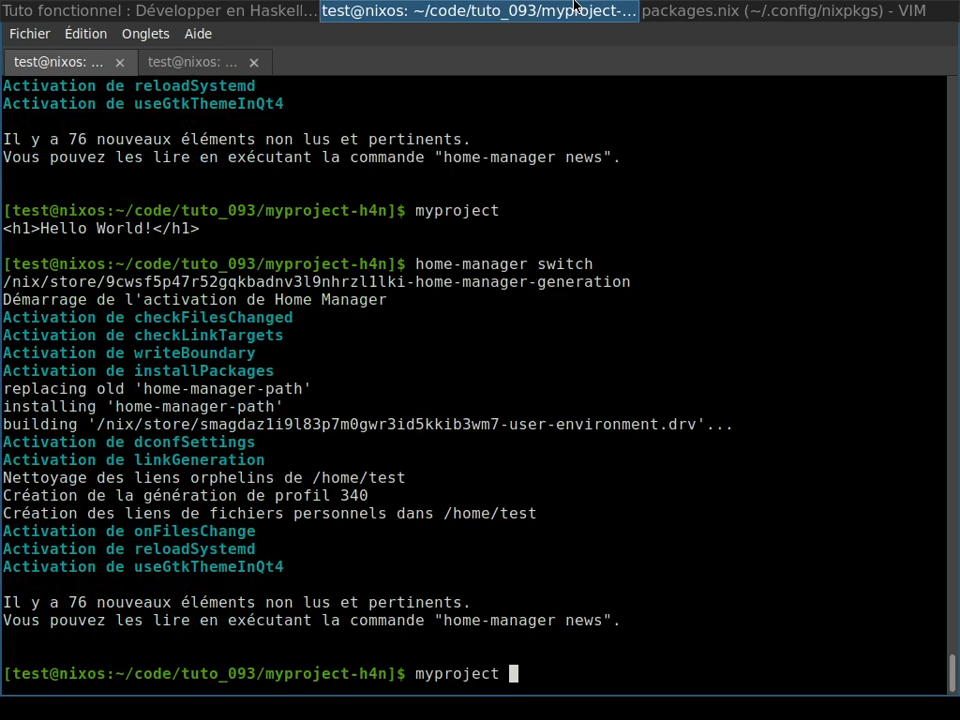 Tuto fonctionnel : Développer en Haskell... test@nixos: ~/code/tuto_093/myproject-... packages.nix (~/.config/nixpkgs) - VIM
Fichier Édition Onglets Aide
test@nixos: ... × test@nixos: ... ×
Activation de reloadSystemd
Activation de useGtkThemeInQt4
Il y a 76 nouveaux éléments non lus et pertinents.
Vous pouvez les lire en exécutant la commande "home-manager news".
[test@nixos:~/code/tuto_093/myproject-h4n]$ myproject
<h1>Hello World!</h1>
[test@nixos:~/code/tuto_093/myproject-h4n]$ home-manager switch
/nix/store/9cwsf5p47r52gqkbadnv3l9nhrzl1lki-home-manager-generation
Démarrage de l'activation de Home Manager
Activation de checkFilesChanged
Activation de checkLinkTargets
Activation de writeBoundary
Activation de installPackages
replacing old 'home-manager-path'
installing 'home-manager-path'
building '/nix/store/smagdaz1i9l83p7m0gwr3id5kkib3wm7-user-environment.drv'...
Activation de dconfSettings
Activation de linkGeneration
Nettoyage des liens orphelins de /home/test
Création de la génération de profil 340
Création des liens de fichiers personnels dans /home/test
Activation de onFilesChange
Activation de reloadSystemd
Activation de useGtkThemeInQt4
Il y a 76 nouveaux éléments non lus et pertinents.
Vous pouvez les lire en exécutant la commande "home-manager news".
[test@nixos:~/code/tuto_093/myproject-h4n]$ myproject